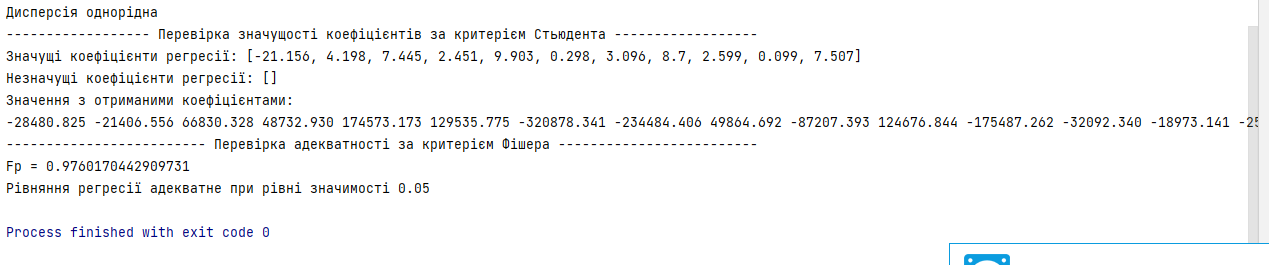 Дисперсія однорідна
------------------ Перевірка значущості коефіцієнтів за критерієм Стьюдента ------------------
Значущі коефіцієнти регресії: [-21.156, 4.198, 7.445, 2.451, 9.903, 0.298, 3.096, 8.7, 2.599, 0.099, 7.507]
Незначущі коефіцієнти регресії: []
Значення з отриманими коефіцієнтами:
-28480.825 -21406.556 66830.328 48732.930 174573.173 129535.775 -320878.341 -234484.406 49864.692 -87207.393 124676.844 -175487.262 -32092.340 -18973.141 -25
------------------------- Перевірка адекватності за критерієм Фішера -------------------------
Fp = 0.9760170442909731
Рівняння регресії адекватне при рівні значимості 0.05
Process finished with exit code 0